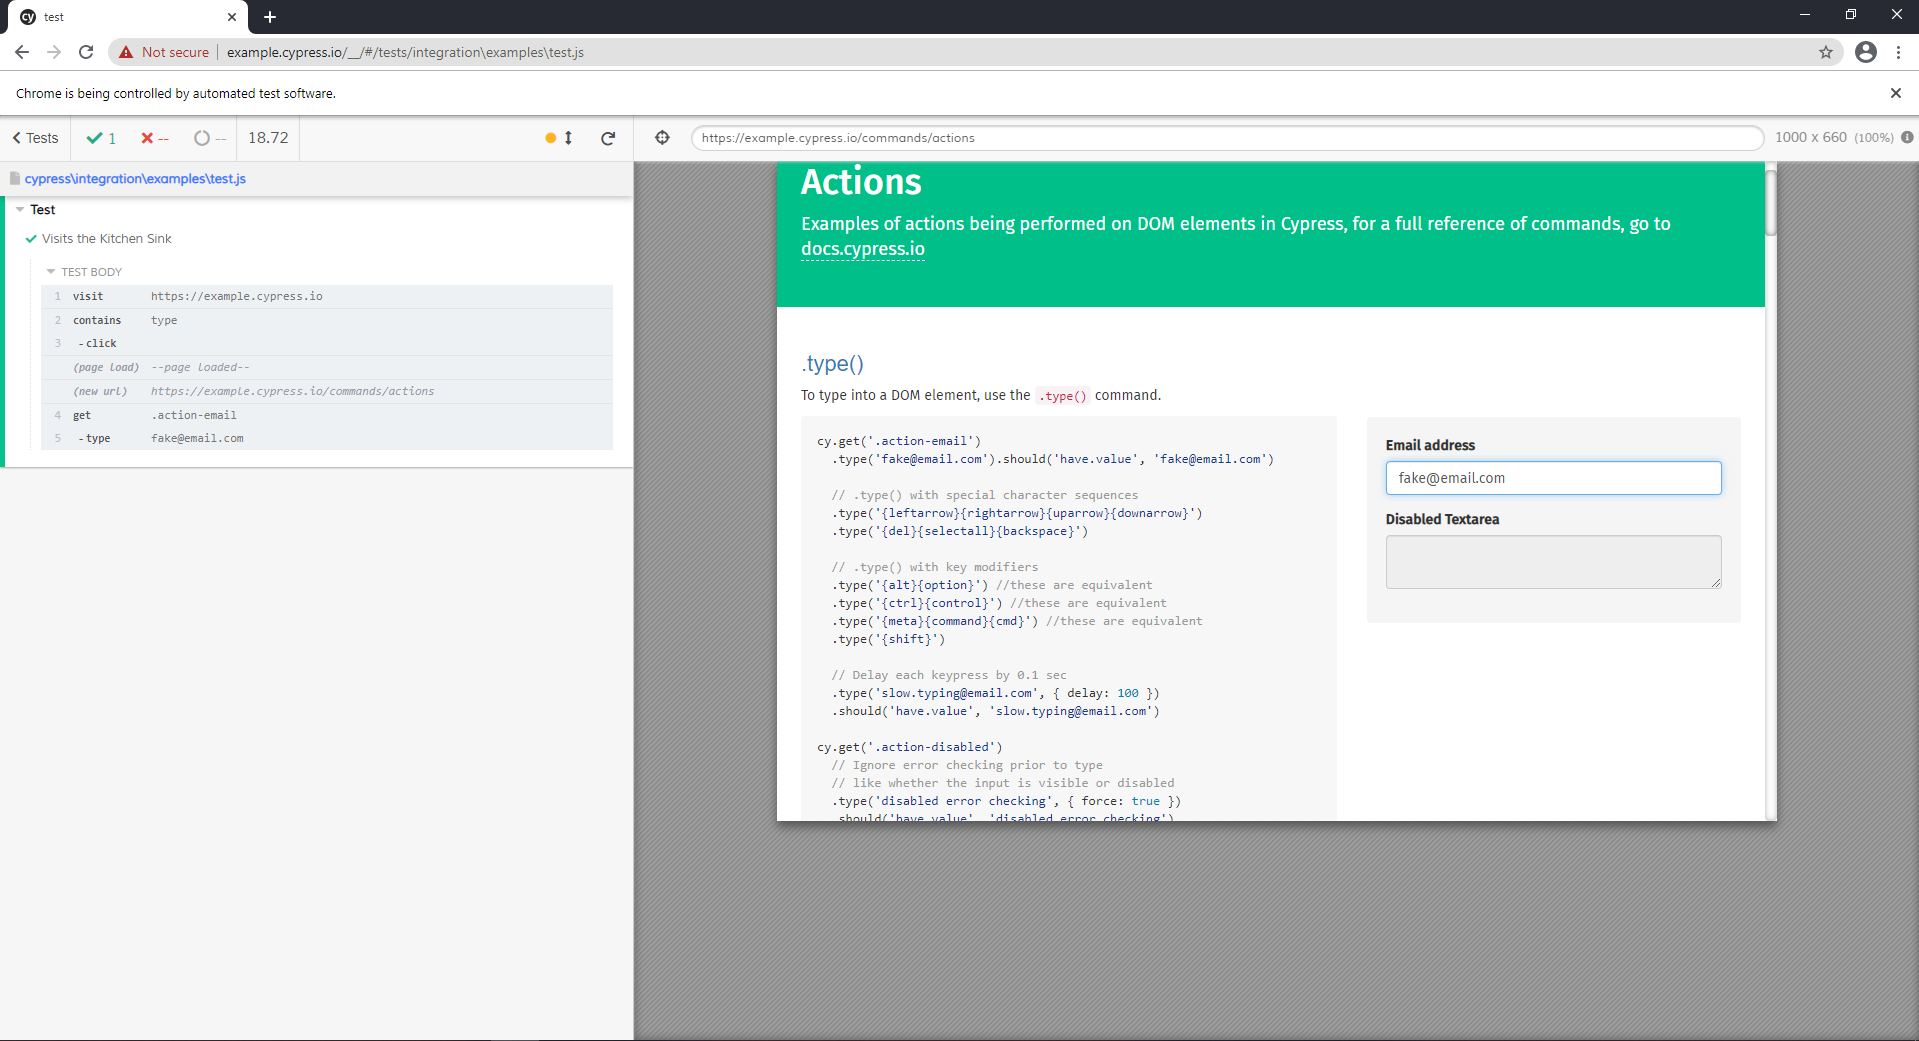 test
Not secure
example.cypress.io/__/#/tests/integration\examples\test.js
Chrome is being controlled by automated test software.
Tests
1
--
--
18.72
https://example.cypress.io/commands/actions
1000 x 660 (100%)
cypress\integration\examples\test.js
Test
Visits the Kitchen Sink
TEST BODY
1 visit https://example.cypress.io
2 contains type
3 -click
(page load) --page loaded--
(new url) https://example.cypress.io/commands/actions
4 get .action-email
5 -type fake@email.com
Actions
Examples of actions being performed on DOM elements in Cypress, for a full reference of commands, go to
docs.cypress.io
.type()
To type into a DOM element, use the .type() command.
cy.get('.action-email')
.type('fake@email.com').should('have.value', 'fake@email.com')
// .type() with special character sequences
.type('{leftarrow}{rightarrow}{uparrow}{downarrow}')
.type('{del}{selectall}{backspace}')
// .type() with key modifiers
.type('{alt}{option}') //these are equivalent
.type('{ctrl}{control}') //these are equivalent
.type('{meta}{command}{cmd}') //these are equivalent
.type('{shift}')
// Delay each keypress by 0.1 sec
.type('slow.typing@email.com', { delay: 100 })
.should('have.value', 'slow.typing@email.com')
cy.get('.action-disabled')
// Ignore error checking prior to type
// like whether the input is visible or disabled
.type('disabled error checking', { force: true })
.should('have.value', 'disabled error checking')
Email address
fake@email.com
Disabled Textarea